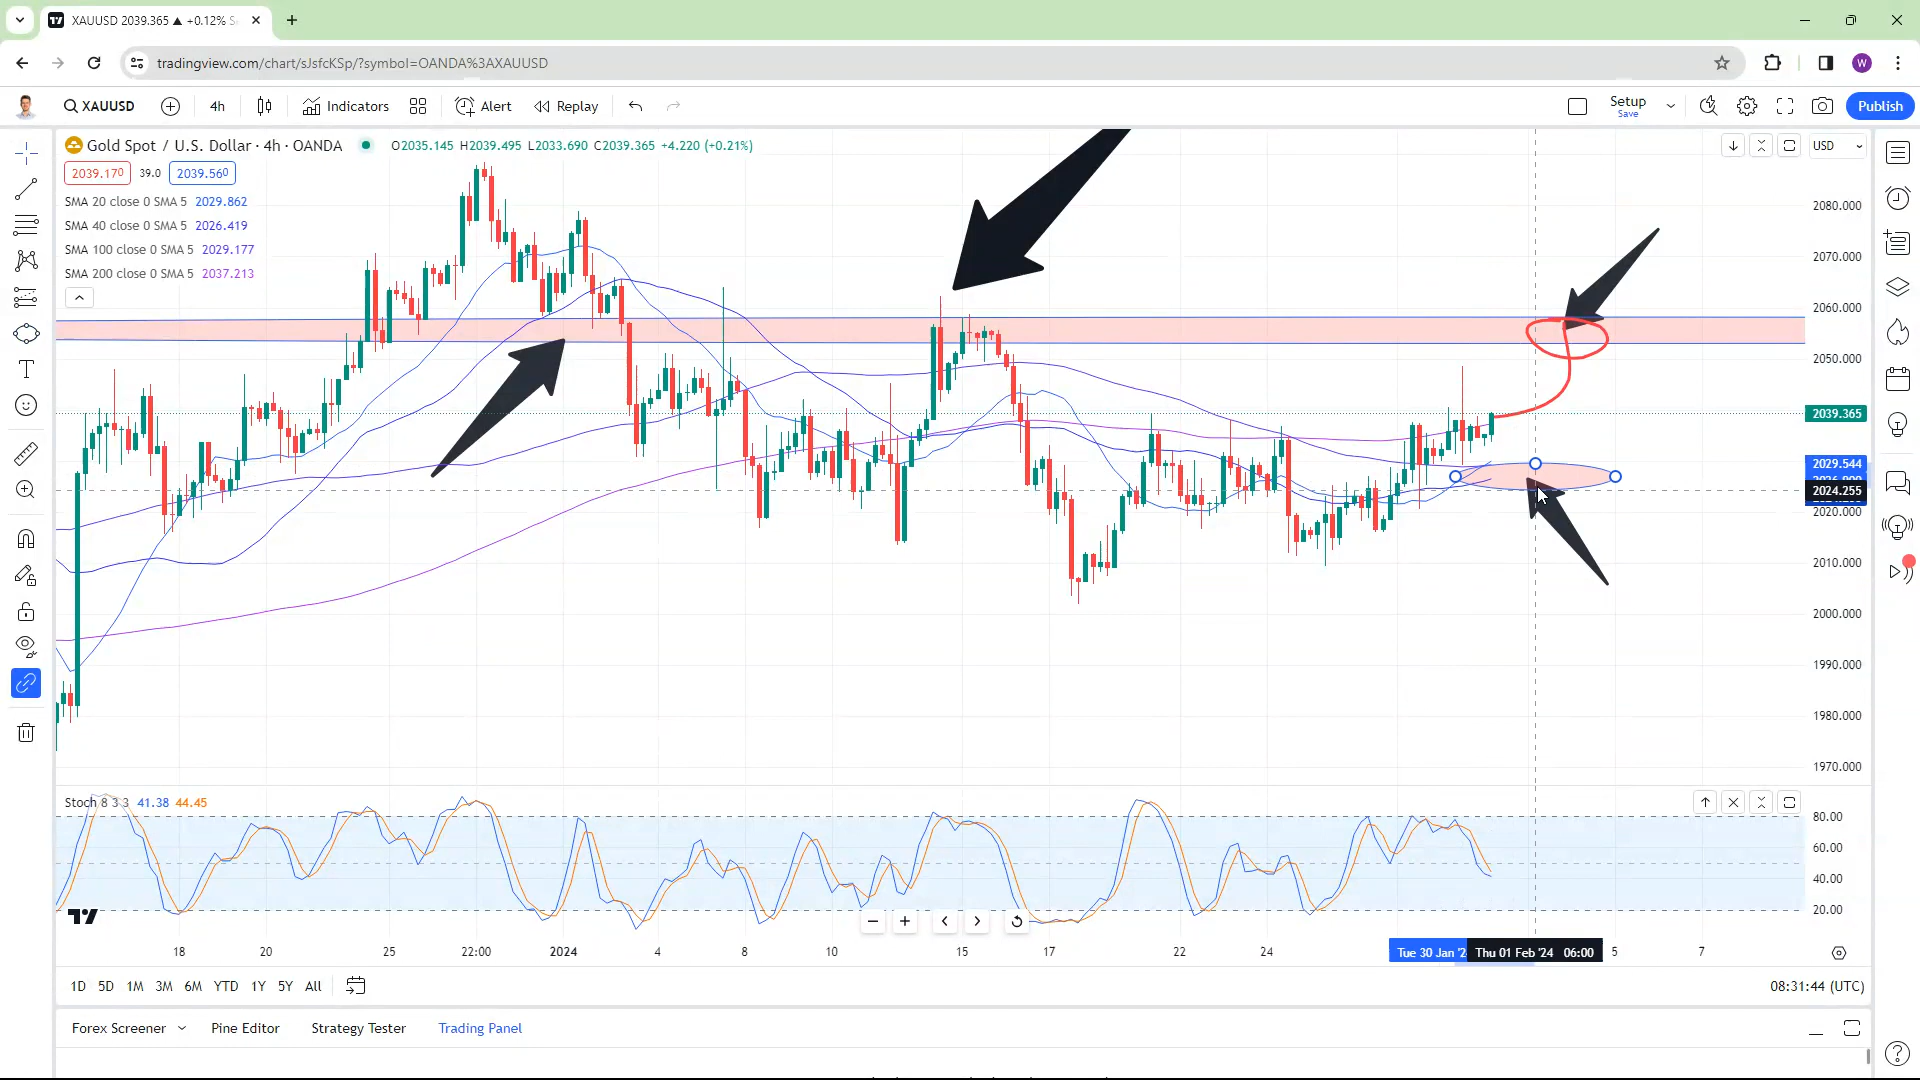 XAUUSD 2039.365 ▲ +0.12% S
tradingview.com/chart/sJsfcKSp/?symbol=OANDA%3AXAUUSD
W
XAUUSD 4h Indicators Alert Replay Setup Save Publish
Gold Spot / U.S. Dollar · 4h · OANDA O2035.145 H2039.495 L2033.690 C2039.365 +4.220 (+0.21%) USD
2039.170 39.0 2039.560
SMA 20 close 0 SMA 5 2029.862
SMA 40 close 0 SMA 5 2026.419
SMA 100 close 0 SMA 5 2029.177
SMA 200 close 0 SMA 5 2037.213
2080.000
2070.000
2060.000
2050.000
2039.365
2029.544
2024.255
2020.000
2010.000
2000.000
1990.000
1980.000
1970.000
Stoch 8 3 3 41.38 44.45
80.00
60.00
40.00
20.00
18 20 25 22:00 2024 4 8 10 15 17 22 24 Tue 30 Jan '2 Thu 01 Feb '24 06:00 5 7
1D 5D 1M 3M 6M YTD 1Y 5Y All 08:31:44 (UTC)
Forex Screener Pine Editor Strategy Tester Trading Panel